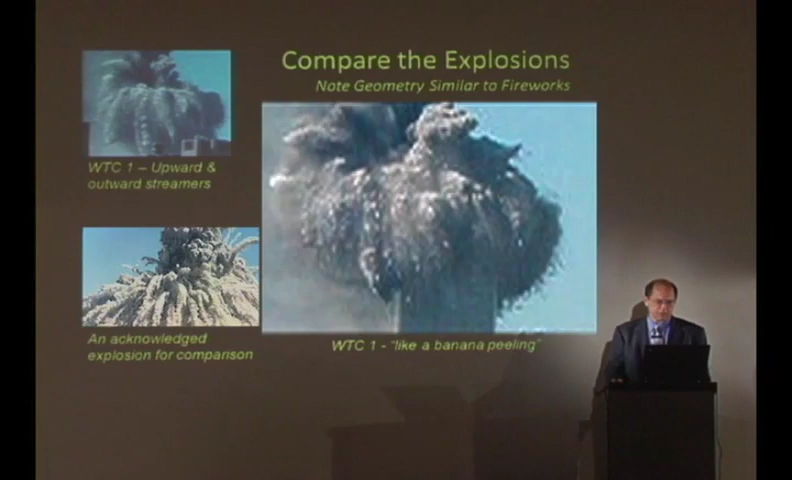 Compare the Explosions
Note Geometry Similar to Fireworks
WTC 1 – Upward &
outward streamers
An acknowledged
explosion for comparison
WTC 1 - "like a banana peeling"